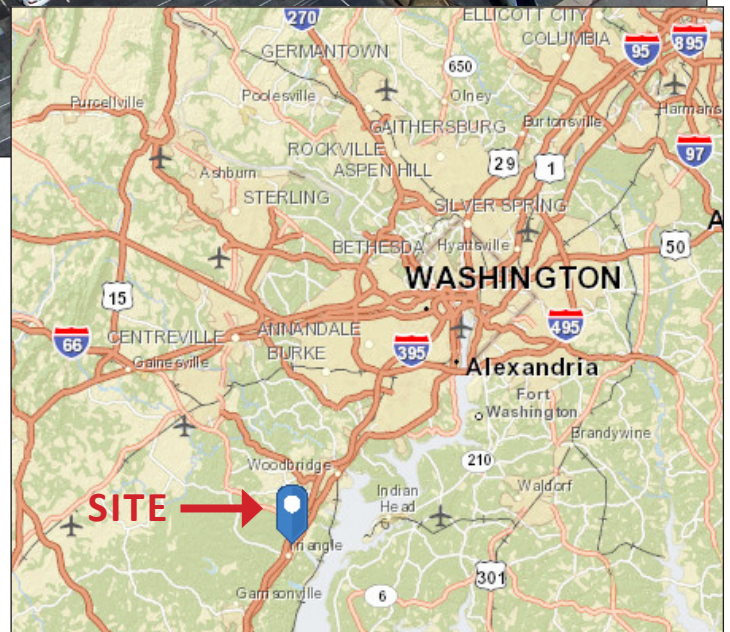 270
ELLICOTT CITY
COLUMBIA
95
895
GERMANTOWN
650
Purcellville
Poolesville
Olney
Harmans
GAITHERSBURG
Burtonsville
ROCKVILLE
97
ASPEN HILL
29
1
Ashburn
STERLING
SILVER SPRING
A
BETHESDA
Hyattsville
50
WASHINGTON
15
495
66
CENTREVILLE
ANNANDALE
395
BURKE
Gainesville
Alexandria
Fort
Washington
Brandywine
Woodbridge
210
Waldorf
Indian
Head
SITE
Triangle
301
Garrisonville
6